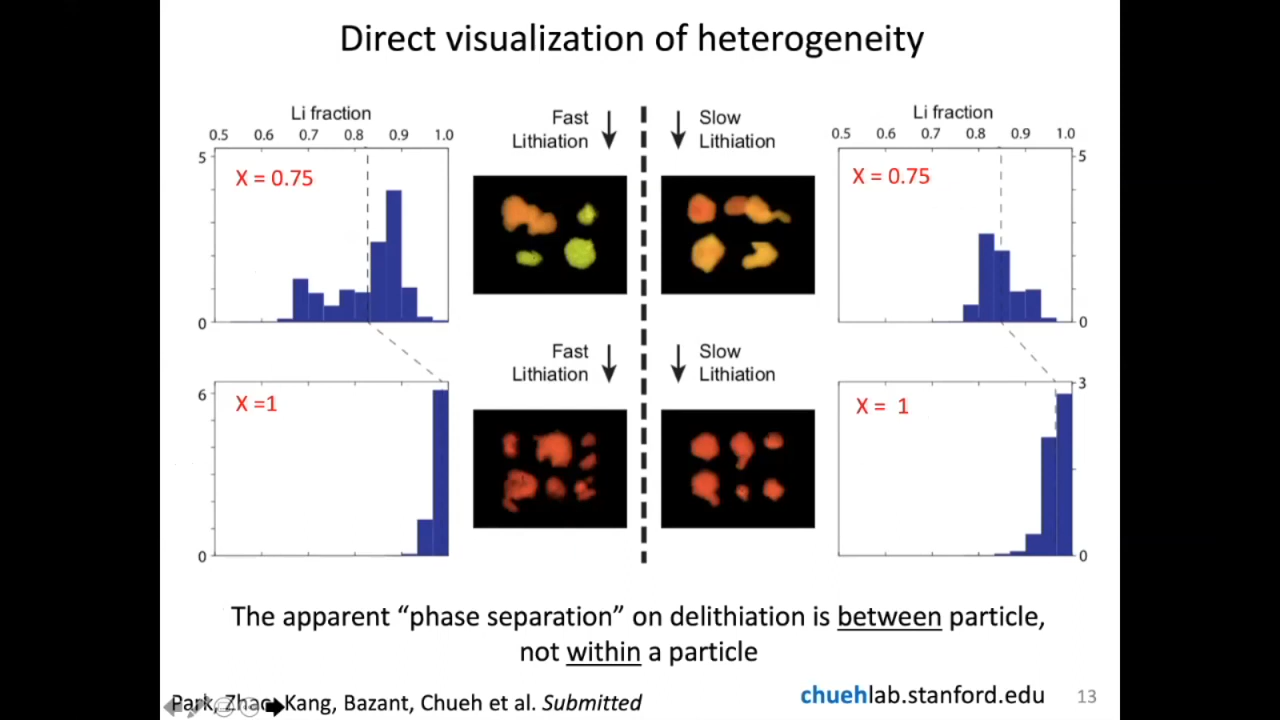 Direct visualization of heterogeneity
Li fraction
0.5 0.6 0.7 0.8 0.9 1.0
5
0
X = 0.75
Fast
Lithiation
Slow
Lithiation
Li fraction
0.5 0.6 0.7 0.8 0.9 1.0
X = 0.75
5
0
6
0
X =1
Fast
Lithiation
Slow
Lithiation
X = 1
3
0
The apparent “phase separation” on delithiation is between particle,
not within a particle
Park, Zhao, Kang, Bazant, Chueh et al. Submitted
chuehlab.stanford.edu
13